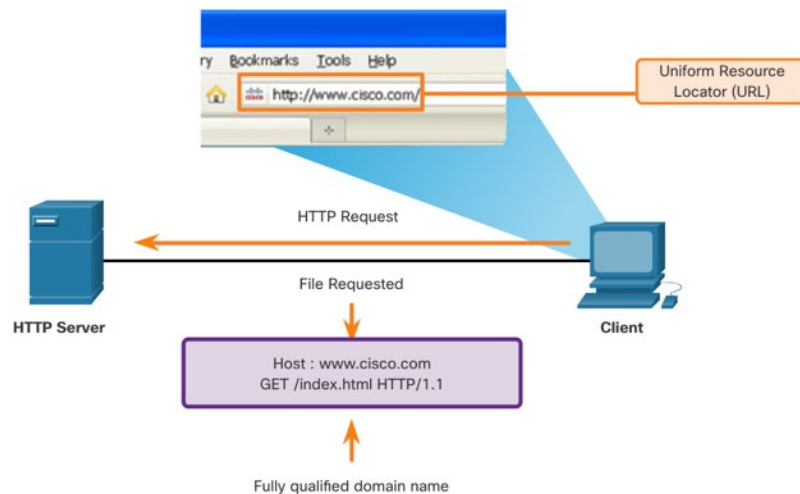 ry Bookmarks Tools Help
cisco http://www.cisco.com/
Uniform Resource
Locator (URL)
HTTP Request
File Requested
HTTP Server
Client
Host : www.cisco.com
GET /index.html HTTP/1.1
Fully qualified domain name